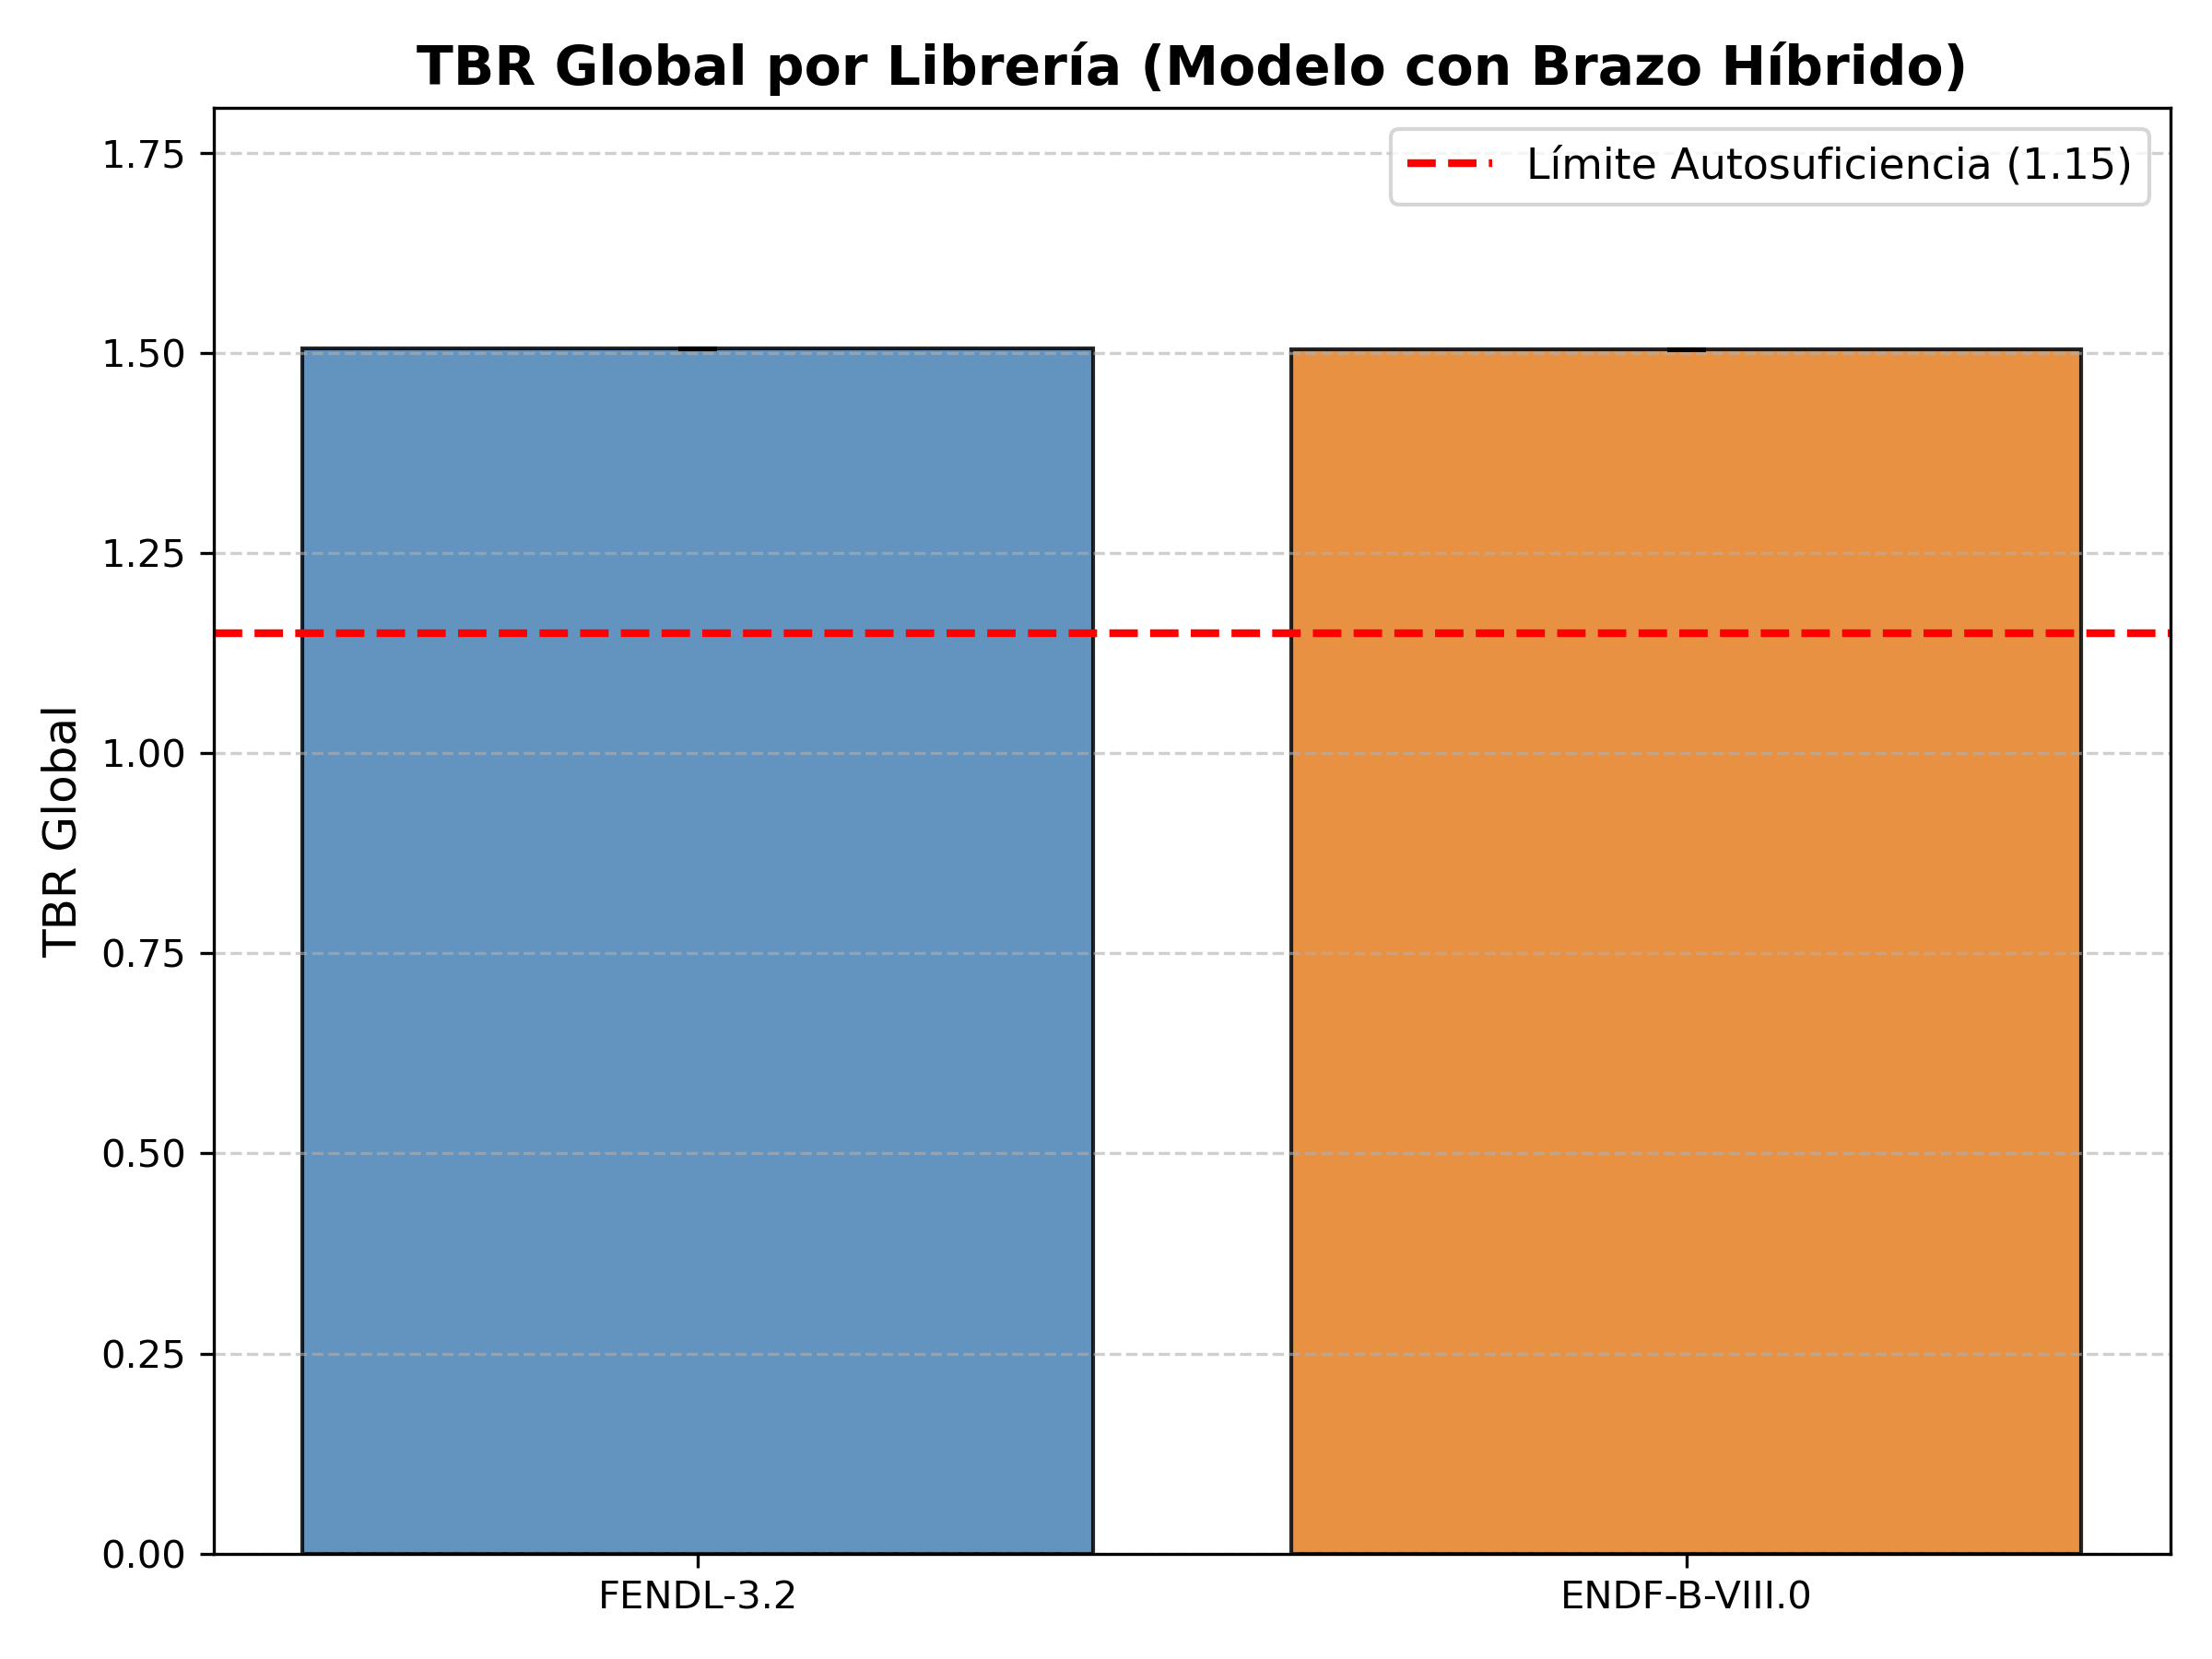 TBR Global por Librería (Modelo con Brazo Híbrido)
Límite Autosuficiencia (1.15)
1.75
1.50
1.25
1.00
0.75
0.50
0.25
0.00
TBR Global
FENDL-3.2
ENDF-B-VIII.0